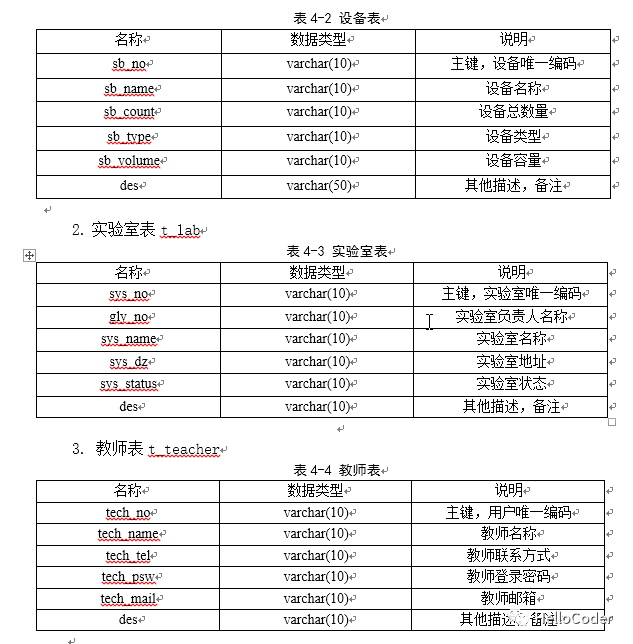 表 4-2 设备表
名称 数据类型 说明
sb_no varchar(10) 主键，设备唯一编码
sb_name varchar(10) 设备名称
sb_count varchar(10) 设备总数量
sb_type varchar(10) 设备类型
sb_volume varchar(10) 设备容量
des varchar(50) 其他描述，备注
2. 实验室表 t_lab
表 4-3 实验室表
名称 数据类型 说明
sys_no varchar(10) 主键，实验室唯一编码
gly_no varchar(10) 实验室负责人名称
sys_name varchar(10) 实验室名称
sys_dz varchar(10) 实验室地址
sys_status varchar(10) 实验室状态
des varchar(10) 其他描述，备注
3. 教师表 t_teacher
表 4-4 教师表
名称 数据类型 说明
tech_no varchar(10) 主键，用户唯一编码
tech_name varchar(10) 教师名称
tech_tel varchar(10) 教师联系方式
tech_psw varchar(10) 教师登录密码
tech_mail varchar(10) 教师邮箱
des varchar(10) 其他描述，备注
NiloCoder